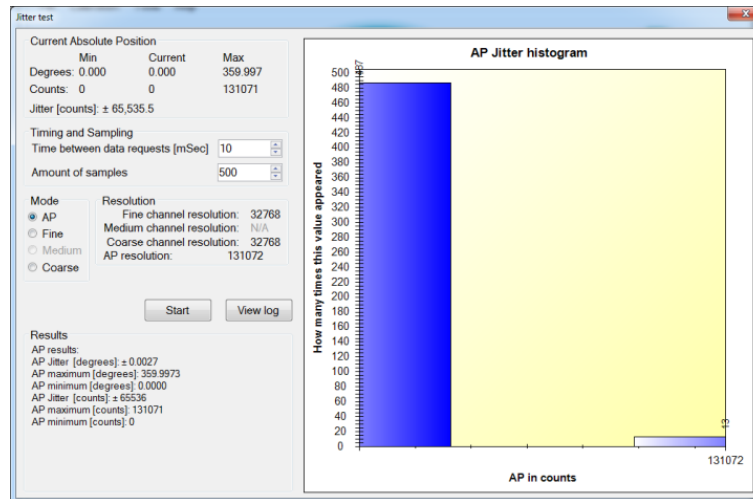 Jitter test
Current Absolute Position
Min Current Max
Degrees: 0.000 0.000 359.997
Counts: 0 0 131071
Jitter [counts]: ± 65,535.5
Timing and Sampling
Time between data requests [mSec] 10
Amount of samples 500
Mode
AP
Fine
Medium
Coarse
Resolution
Fine channel resolution: 32768
Medium channel resolution: N/A
Coarse channel resolution: 32768
AP resolution: 131072
Start View log
Results
AP results:
AP Jitter [degrees]: ± 0.0027
AP maximum [degrees]: 359.9973
AP minimum [degrees]: 0.0000
AP Jitter [counts]: ± 65536
AP maximum [counts]: 131071
AP minimum [counts]: 0
AP Jitter histogram
How many times this value appeared
500
480
460
440
420
400
380
360
340
320
300
280
260
240
220
200
180
160
140
120
100
80
60
40
20
0
487
13
131072
AP in counts